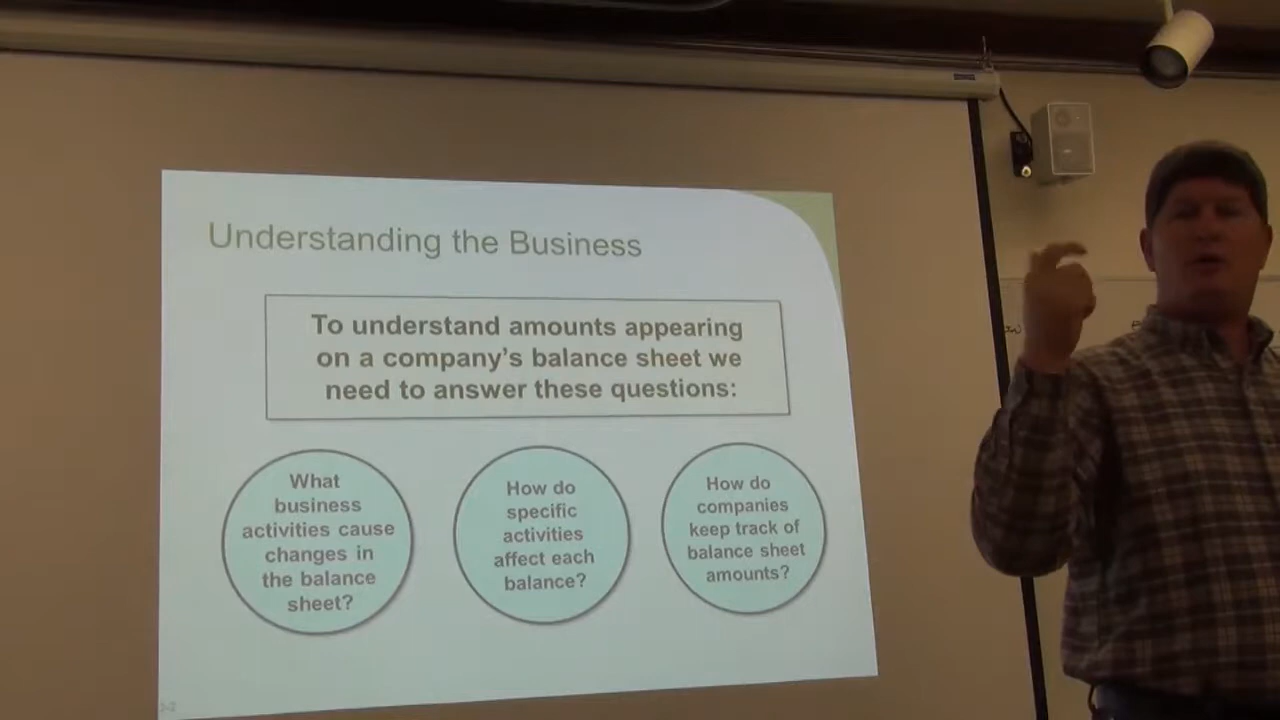 Understanding the Business
To understand amounts appearing
on a company's balance sheet we
need to answer these questions:
What
business
activities cause
changes in
the balance
sheet?
How do
specific
activities
affect each
balance?
How do
companies
keep track of
balance sheet
amounts?
2-2